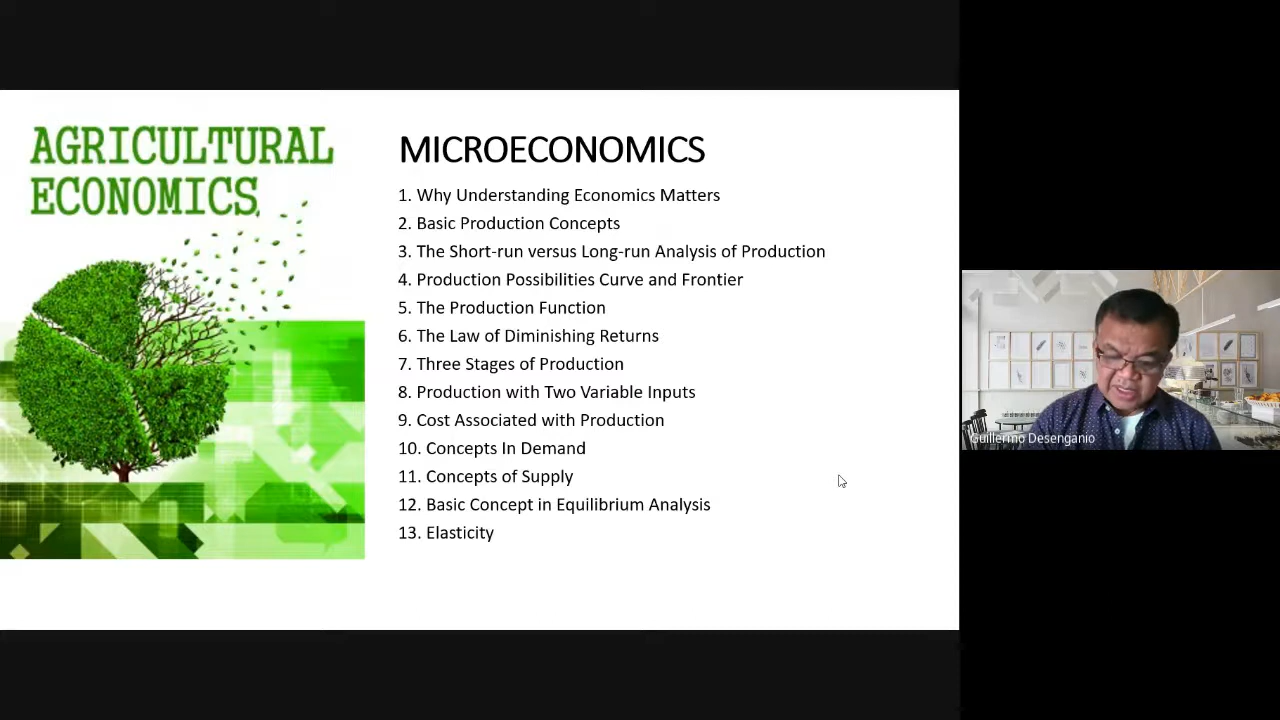 AGRICULTURAL
ECONOMICS
MICROECONOMICS
1. Why Understanding Economics Matters
2. Basic Production Concepts
3. The Short-run versus Long-run Analysis of Production
4. Production Possibilities Curve and Frontier
5. The Production Function
6. The Law of Diminishing Returns
7. Three Stages of Production
8. Production with Two Variable Inputs
9. Cost Associated with Production
10. Concepts In Demand
11. Concepts of Supply
12. Basic Concept in Equilibrium Analysis
13. Elasticity
Guillermo Desenganio